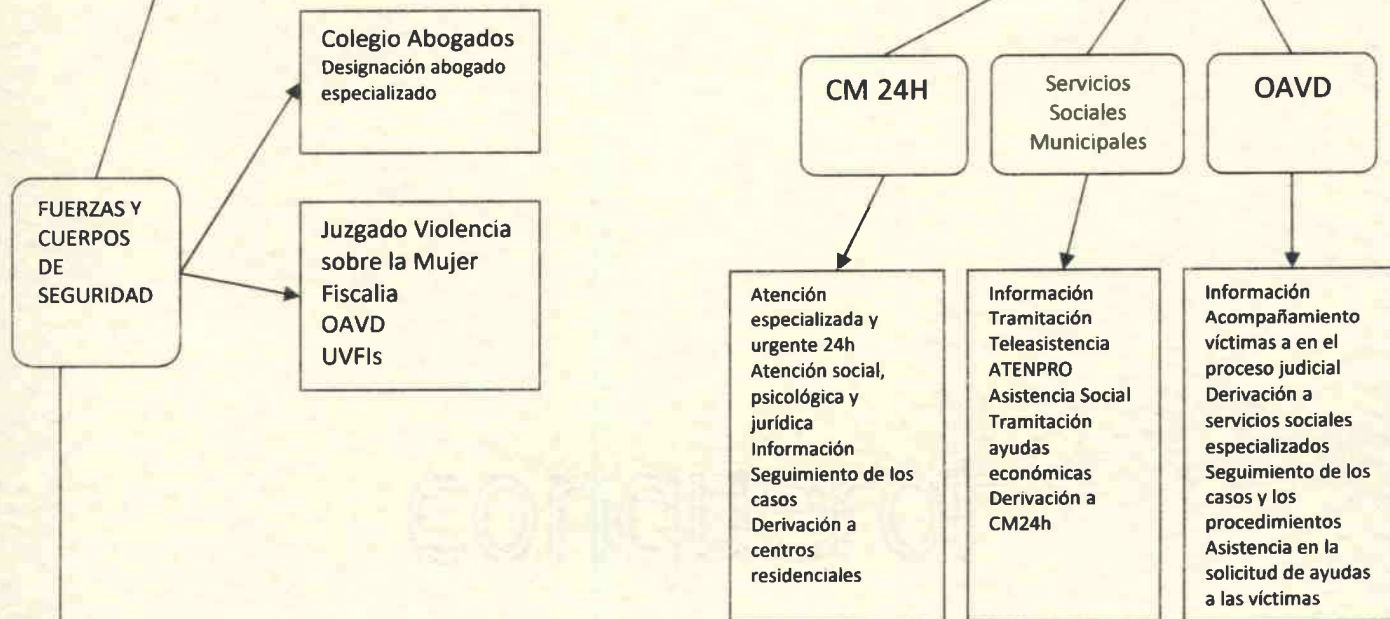 Colegio Abogados
Designación abogado
especializado
FUERZAS Y
CUERPOS
DE
SEGURIDAD
Juzgado Violencia
sobre la Mujer
Fiscalia
OAVD
UVFIs
CM 24H
Servicios
Sociales
Municipales
OAVD
Atención
especializada y
urgente 24h
Atención social,
psicológica y
jurídica
Información
Seguimiento de los
casos
Derivación a
centros
residenciales
Información
Tramitación
Teleasistencia
ATENPRO
Asistencia Social
Tramitación
ayudas
económicas
Derivación a
CM24h
Información
Acompañamiento
víctimas a en el
proceso judicial
Derivación a
servicios sociales
especializados
Seguimiento de los
casos y los
procedimientos
Asistencia en la
solicitud de ayudas
a las víctimas